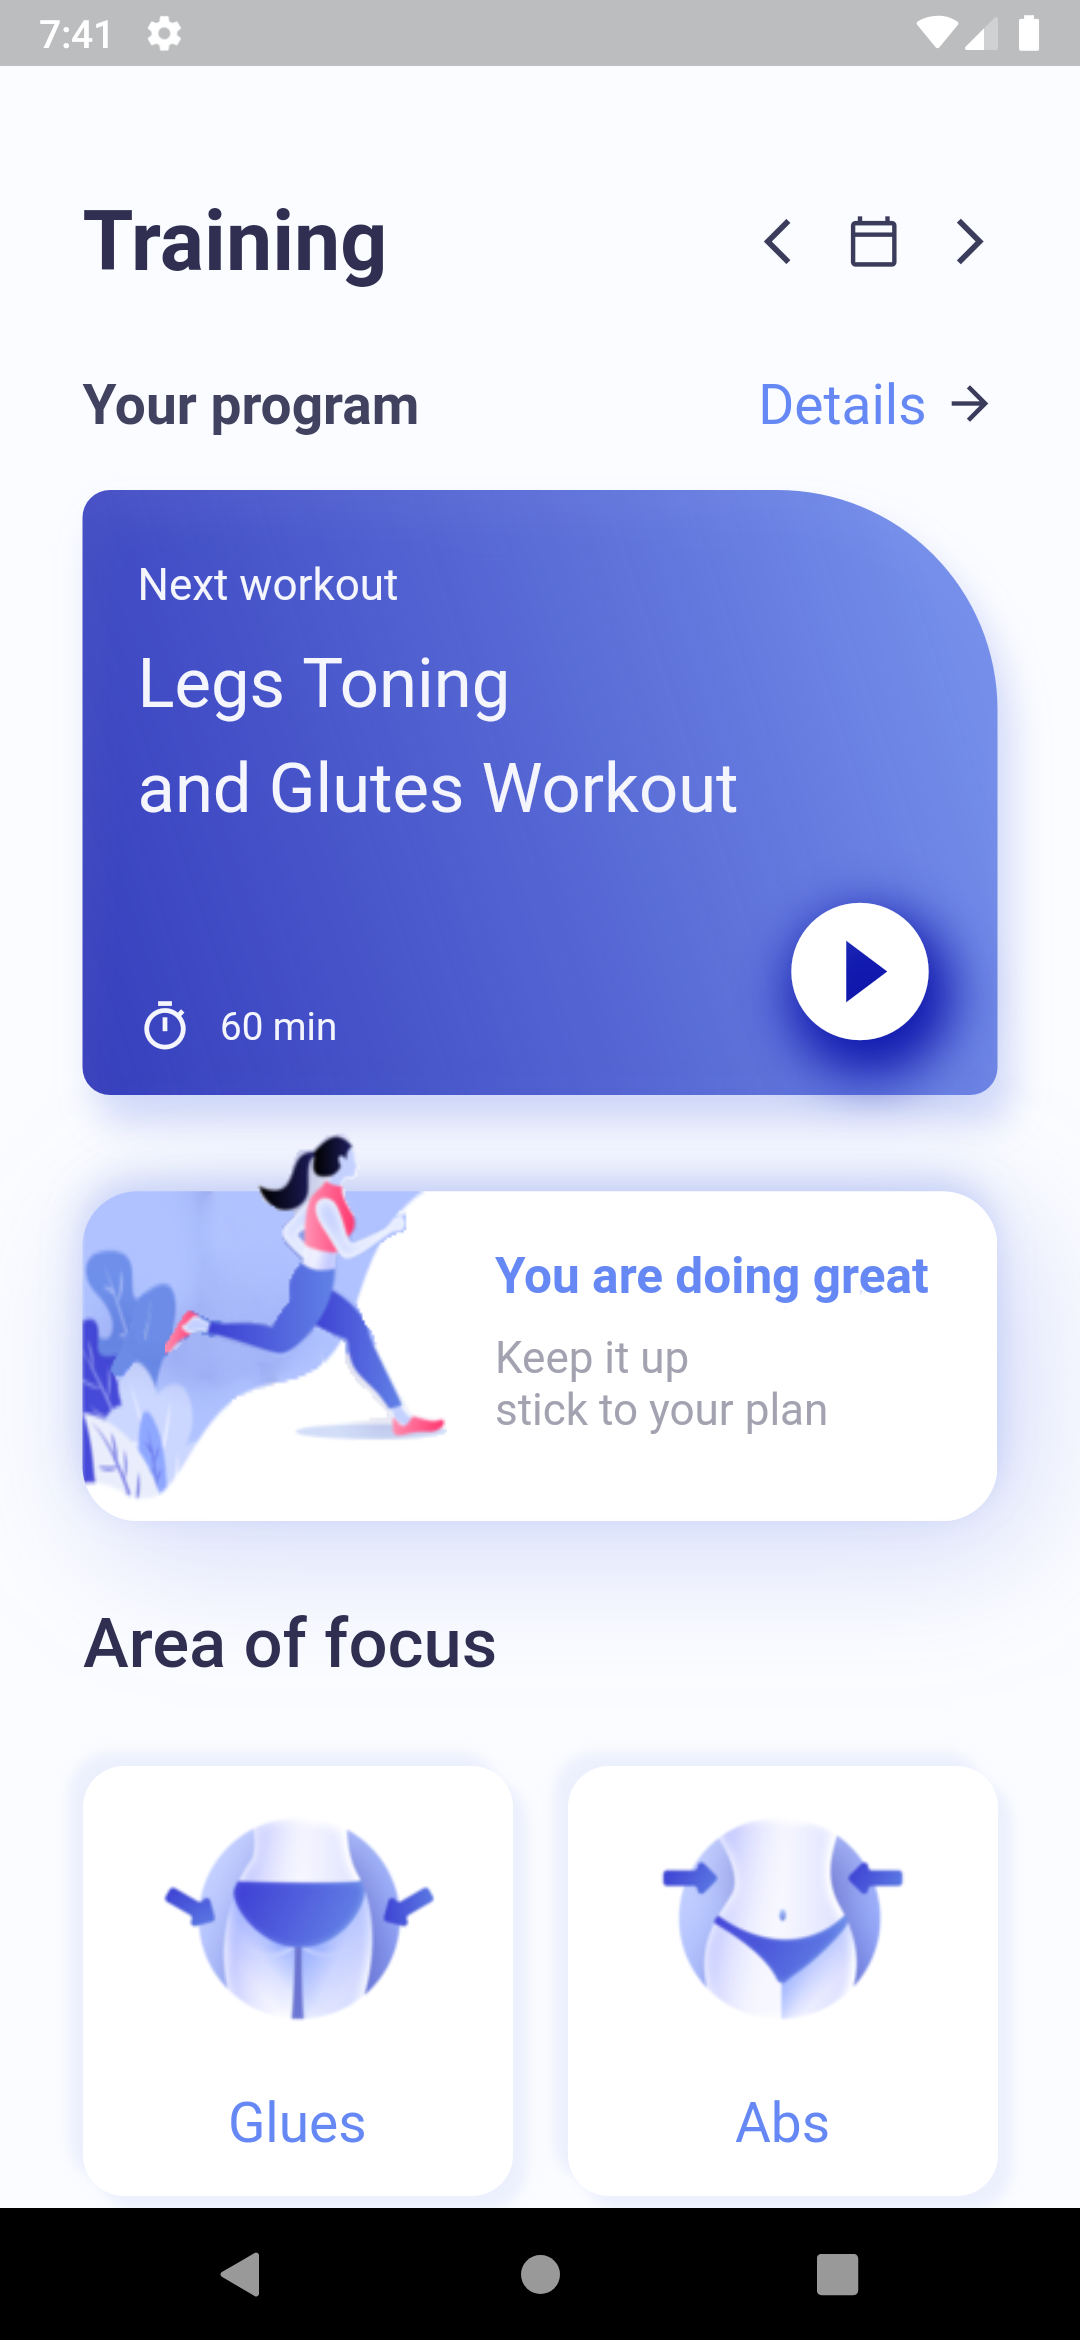 7:41
Training
Your program
Details
Next workout
Legs Toning
and Glutes Workout
60 min
You are doing great
Keep it up
stick to your plan
Area of focus
Glues
Abs